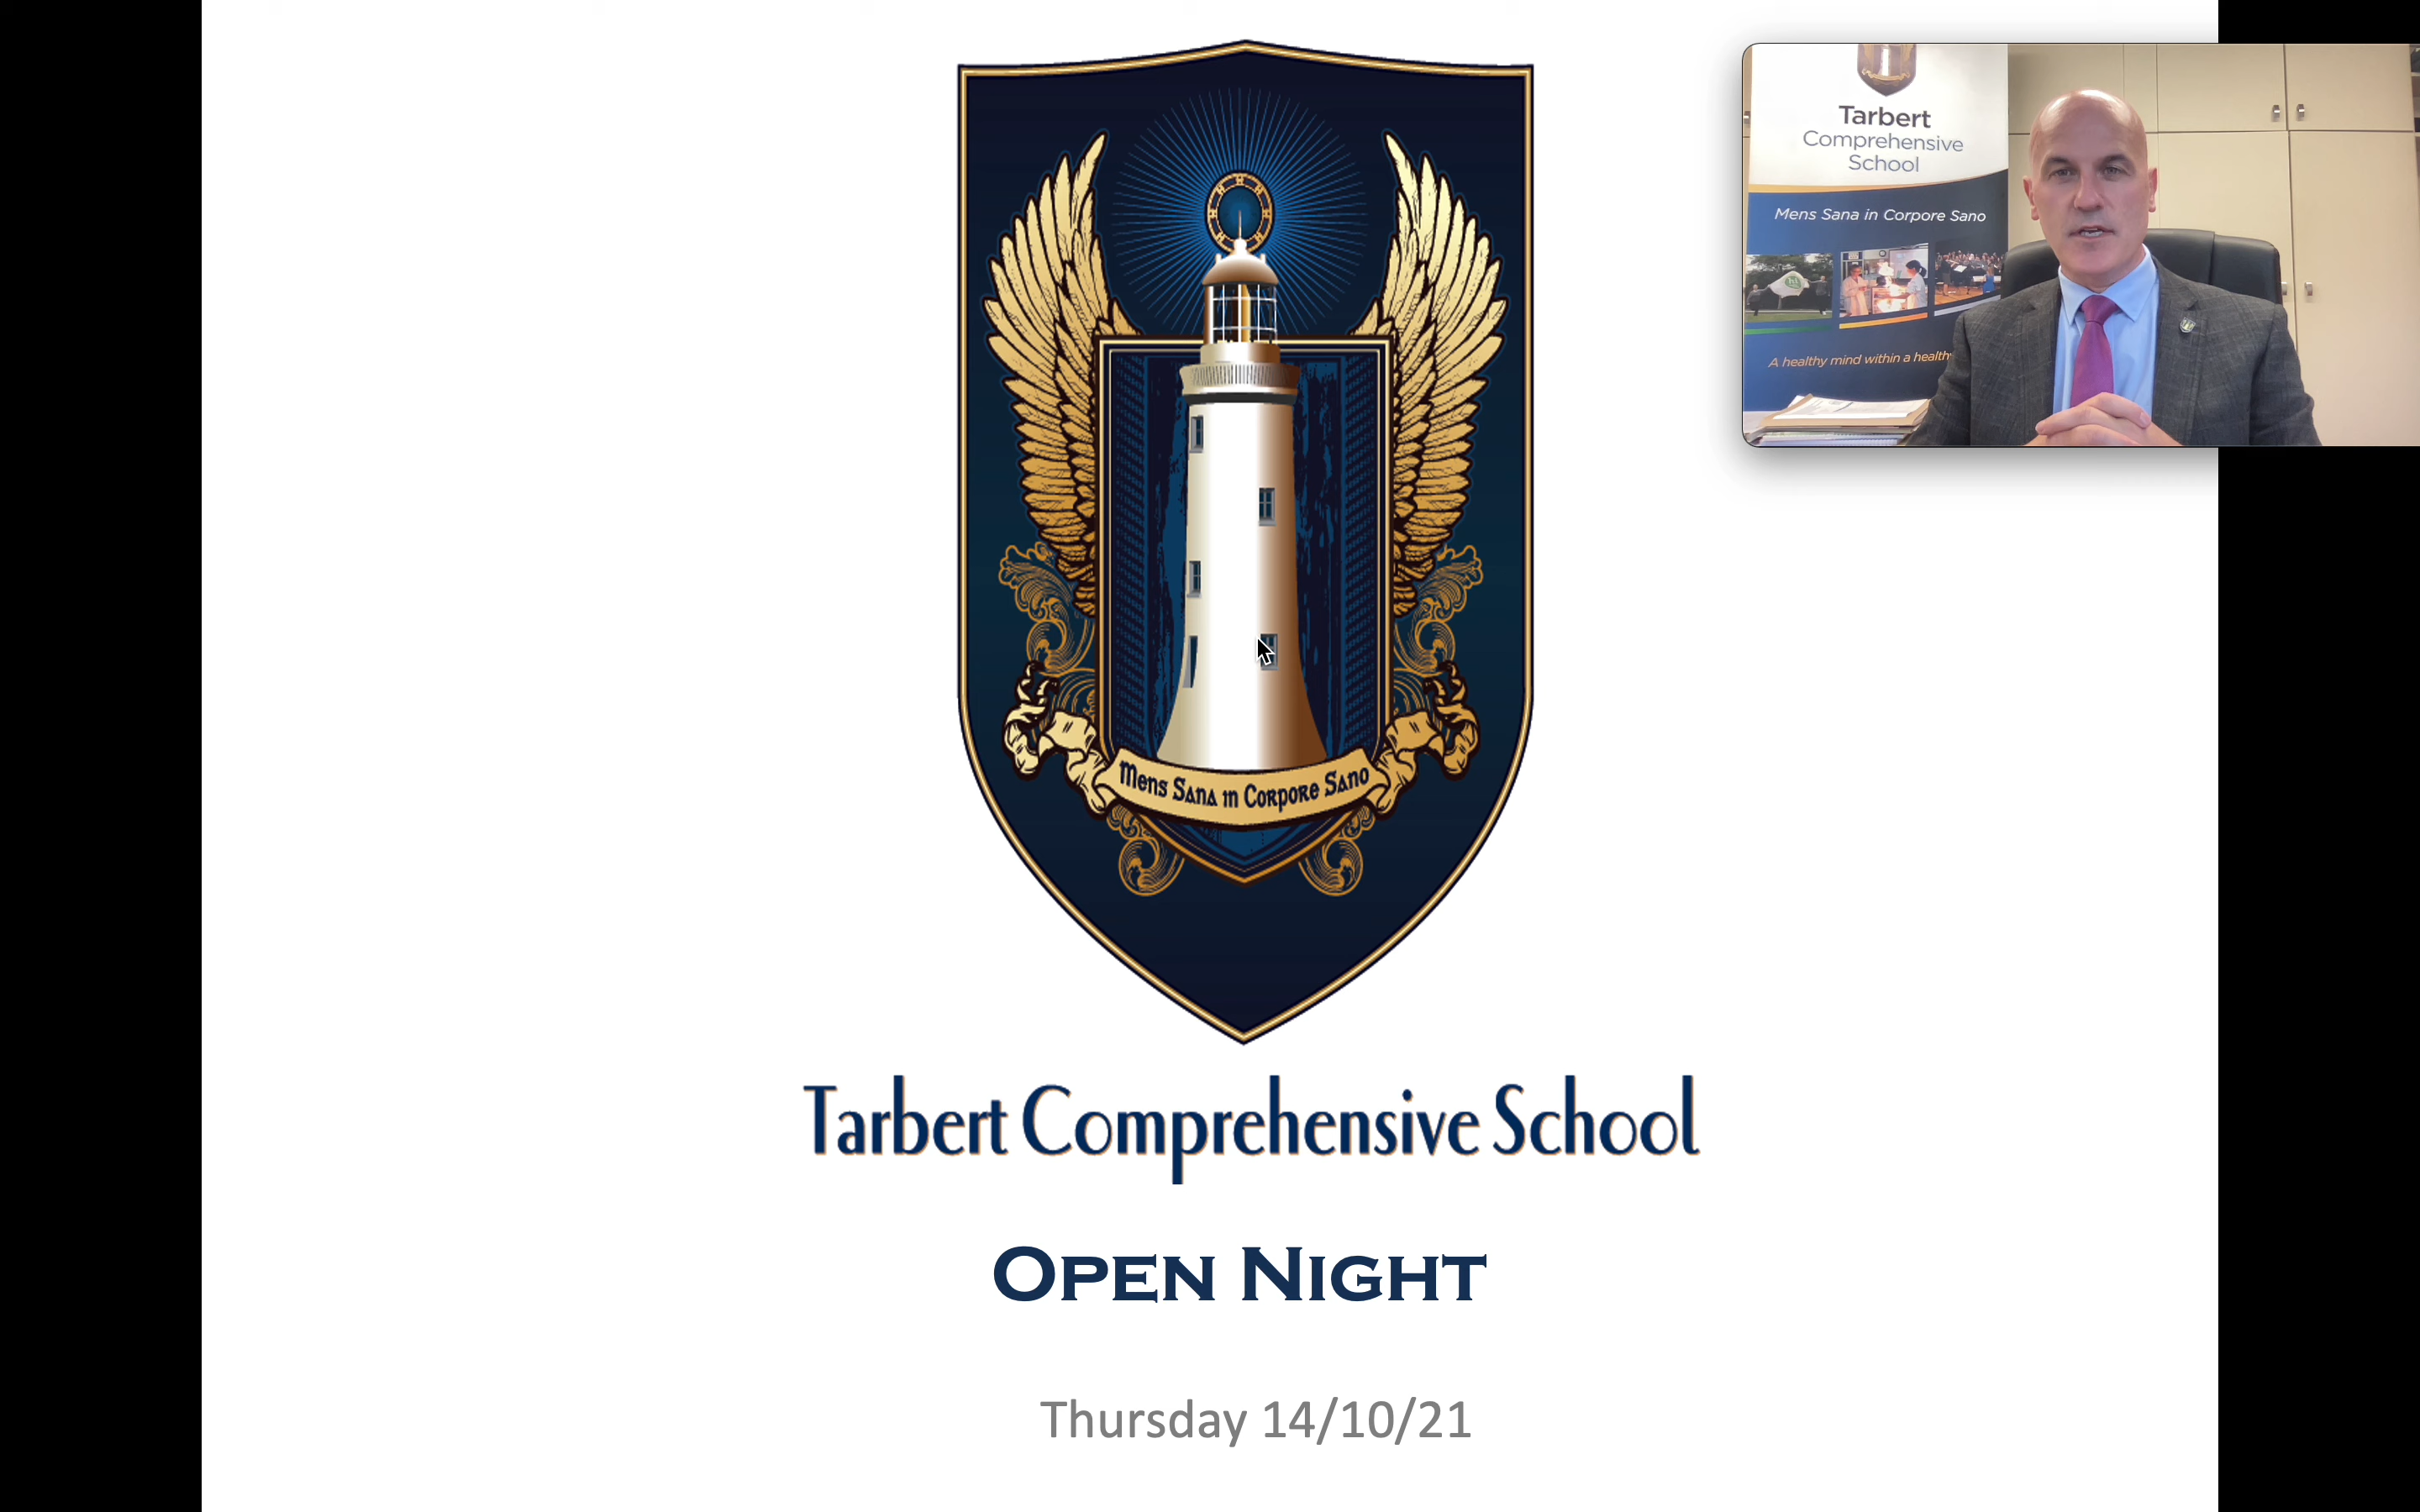 Mens Sana in Corpore Sano
Tarbert Comprehensive School
Open Night
Thursday 14/10/21
Tarbert
Comprehensive
School
Mens Sana in Corpore Sano
A healthy mind within a health